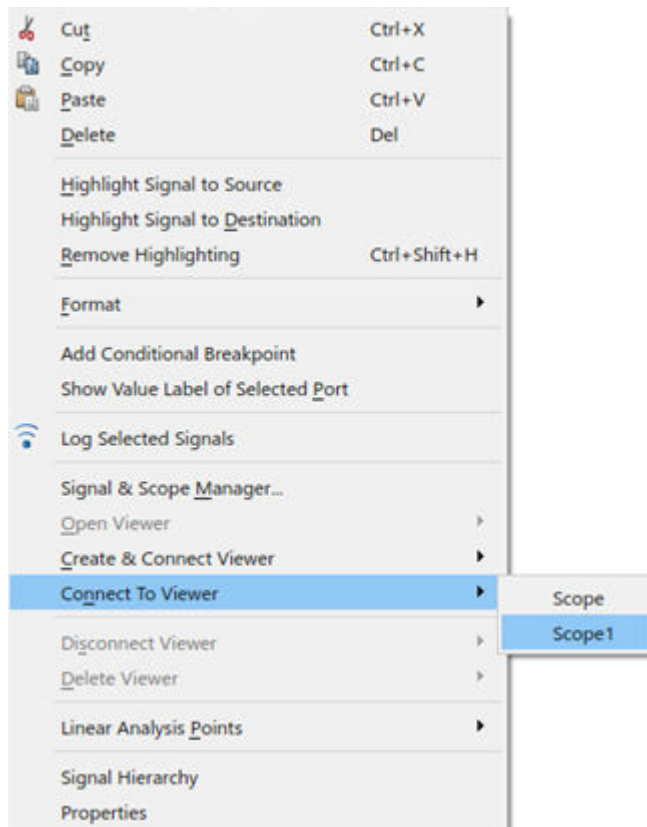 Cut Ctrl+X
Copy Ctrl+C
Paste Ctrl+V
Delete Del
Highlight Signal to Source
Highlight Signal to Destination
Remove Highlighting Ctrl+Shift+H
Format
Add Conditional Breakpoint
Show Value Label of Selected Port
Log Selected Signals
Signal & Scope Manager...
Open Viewer
Create & Connect Viewer
Connect To Viewer
Scope
Scope1
Disconnect Viewer
Delete Viewer
Linear Analysis Points
Signal Hierarchy
Properties